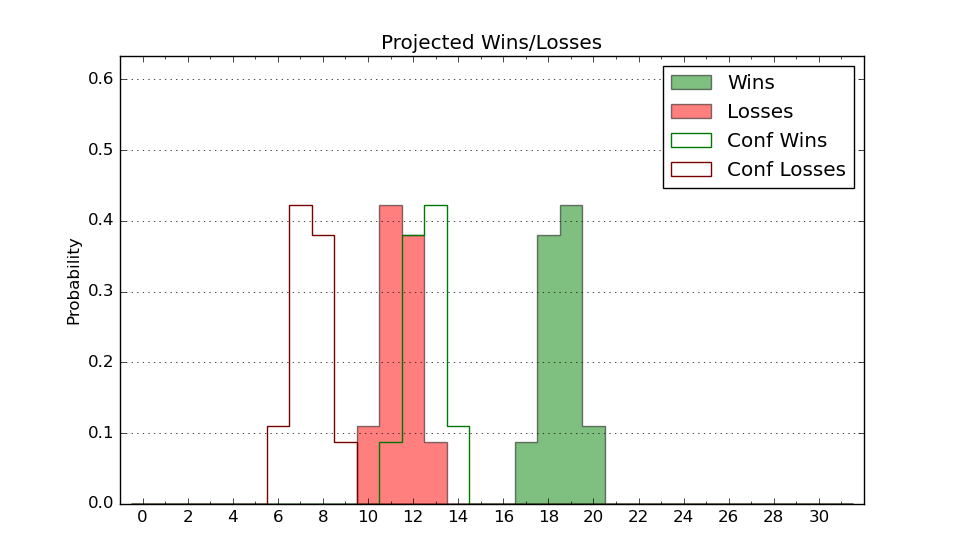 Projected Wins/Losses
Wins
Losses
Conf Wins
Conf Losses
Probability
0.6
0.5
0.4
0.3
0.2
0.1
0.0
0 2 4 6 8 10 12 14 16 18 20 22 24 26 28 30